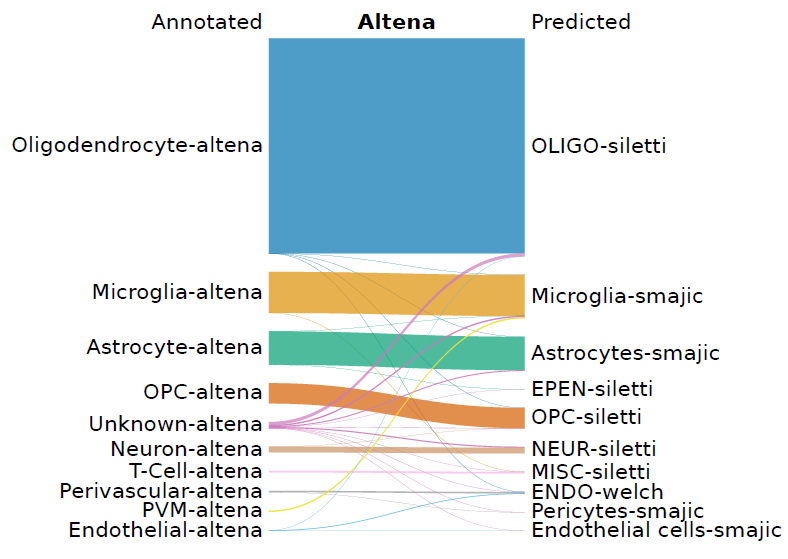 Annotated Altena Predicted
Oligodendrocyte-altena OLIGO-siletti
Microglia-altena Microglia-smajic
Astrocyte-altena Astrocytes-smajic
OPC-altena EPEN-siletti
OPC-siletti
Unknown-altena
Neuron-altena NEUR-siletti
T-Cell-altena MISC-siletti
Perivascular-altena ENDO-welch
PVM-altena Pericytes-smajic
Endothelial-altena Endothelial cells-smajic